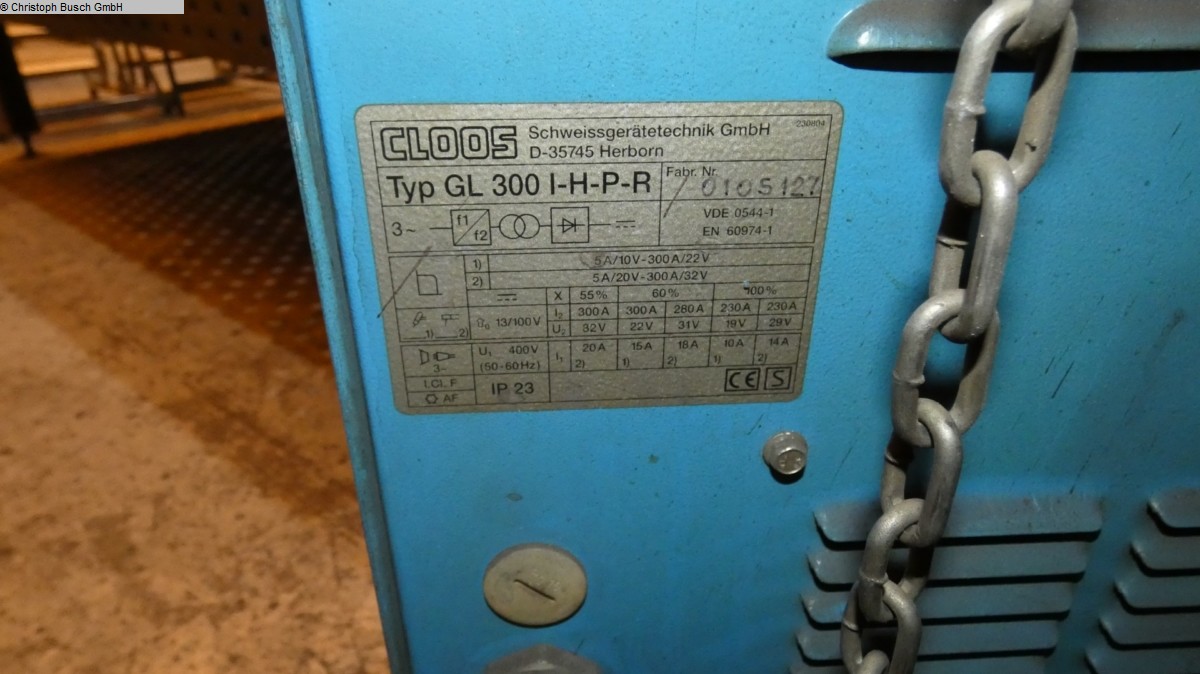 © Christoph Busch GmbH
CLOOS Schweissgerätetechnik GmbH 230804
D-35745 Herborn
Typ GL 300 I-H-P-R Fabr. Nr. 0105127
3~ f1 f2 VDE 0544-1
EN 60974-1
1) 5A/10V-300A/22V
2) 5A/20V-300A/32V
X 55% 60% 100%
1) 2) U₀ 13/100V I₂ 300A 300A 280A 230A 230A
U₂ 32V 22V 31V 19V 29V
3~ U₁ 400V I₁ 20A 15A 18A 10A 14A
(50-60Hz) 2) 1) 2) 1) 2)
I.CL.F IP 23 CE S
AF